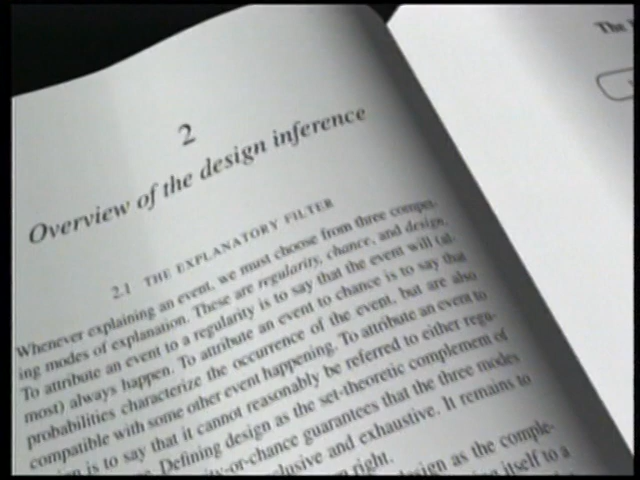 2
Overview of the design inference
2.1 THE EXPLANATORY FILTER
Whenever explaining an event, we must choose from three compet-
ing modes of explanation. These are regularity, chance, and design.
To attribute an event to a regularity is to say that the event will (al-
most) always happen. To attribute an event to chance is to say that
probabilities characterize the occurrence of the event, but are also
compatible with some other event happening. To attribute an event to
is to say that it cannot reasonably be referred to either regu-
Defining design as the set-theoretic complement of
-or-chance guarantees that the three modes
and exhaustive. It remains to
right.
design as the comple-
itself to a
The